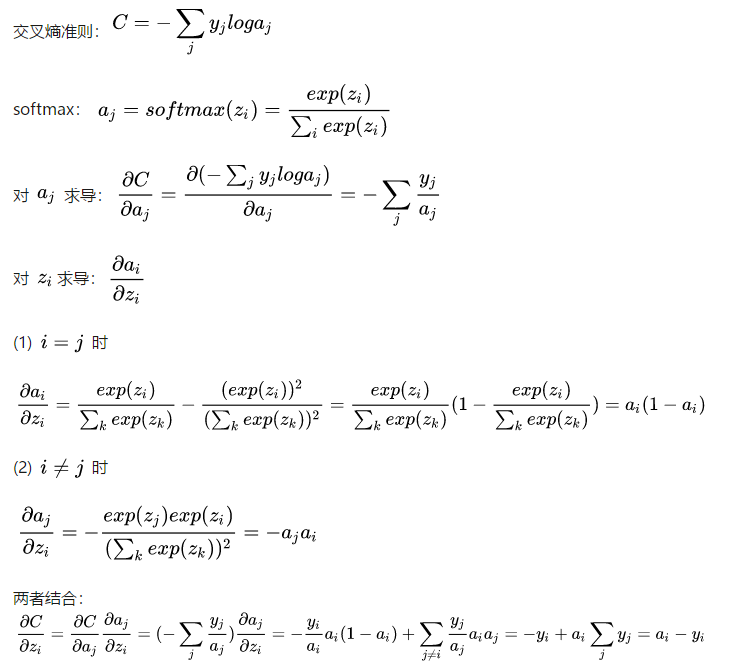 交叉熵准则： $C = -\sum_{j} y_j log a_j$
softmax： $a_j = softmax(z_i) = \frac{exp(z_i)}{\sum_i exp(z_i)}$
对 $a_j$ 求导： $\frac{\partial C}{\partial a_j} = \frac{\partial(-\sum_j y_j log a_j)}{\partial a_j} = -\sum_{j} \frac{y_j}{a_j}$
对 $z_i$ 求导： $\frac{\partial a_i}{\partial z_i}$
(1) $i = j$ 时
$\frac{\partial a_i}{\partial z_i} = \frac{exp(z_i)}{\sum_k exp(z_k)} - \frac{(exp(z_i))^2}{(\sum_k exp(z_k))^2} = \frac{exp(z_i)}{\sum_k exp(z_k)}(1 - \frac{exp(z_i)}{\sum_k exp(z_k)}) = a_i(1 - a_i)$
(2) $i \neq j$ 时
$\frac{\partial a_j}{\partial z_i} = -\frac{exp(z_j)exp(z_i)}{(\sum_k exp(z_k))^2} = -a_j a_i$
两者结合：
$\frac{\partial C}{\partial z_i} = \frac{\partial C}{\partial a_j}\frac{\partial a_j}{\partial z_i} = (-\sum_{j} \frac{y_j}{a_j})\frac{\partial a_j}{\partial z_i} = -\frac{y_i}{a_i}a_i(1 - a_i) + \sum_{j \neq i} \frac{y_j}{a_j}a_i a_j = -y_i + a_i \sum_{j} y_j = a_i - y_i$